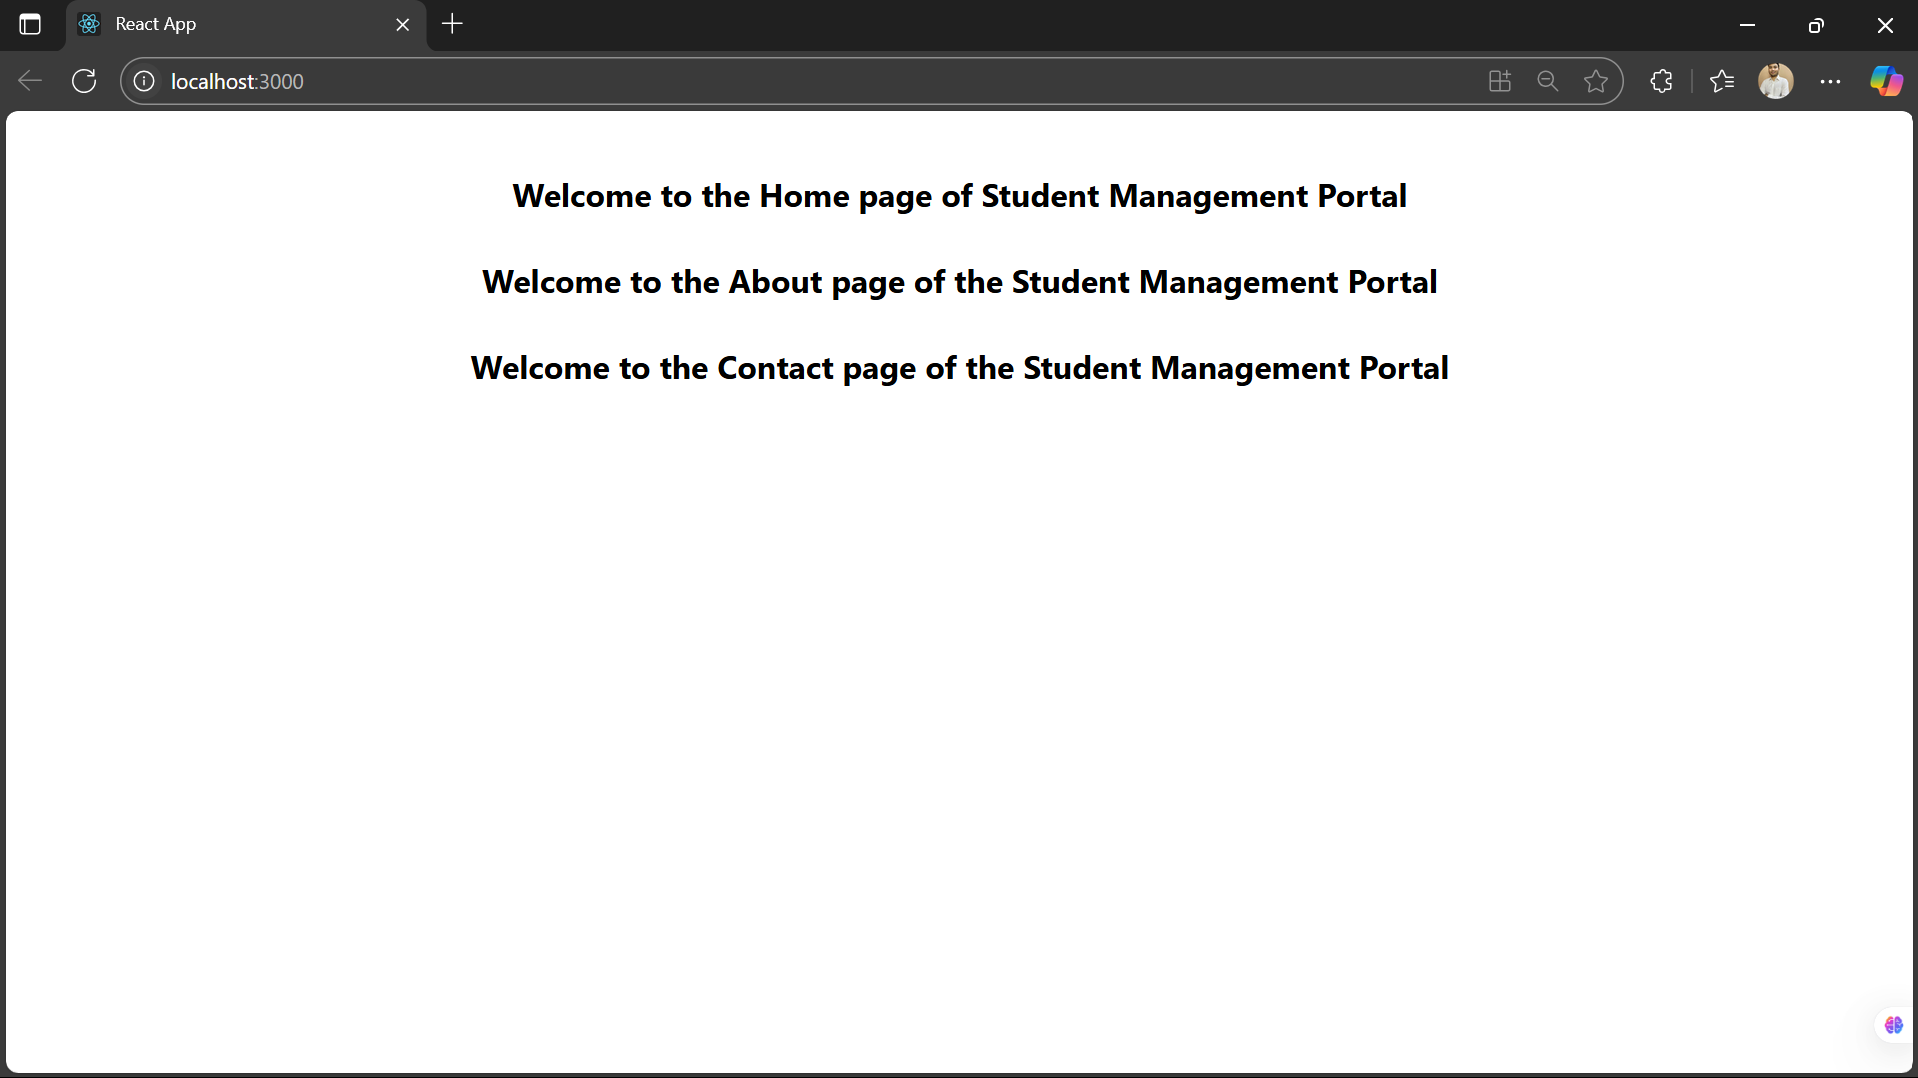 React App
localhost:3000
Welcome to the Home page of Student Management Portal
Welcome to the About page of the Student Management Portal
Welcome to the Contact page of the Student Management Portal